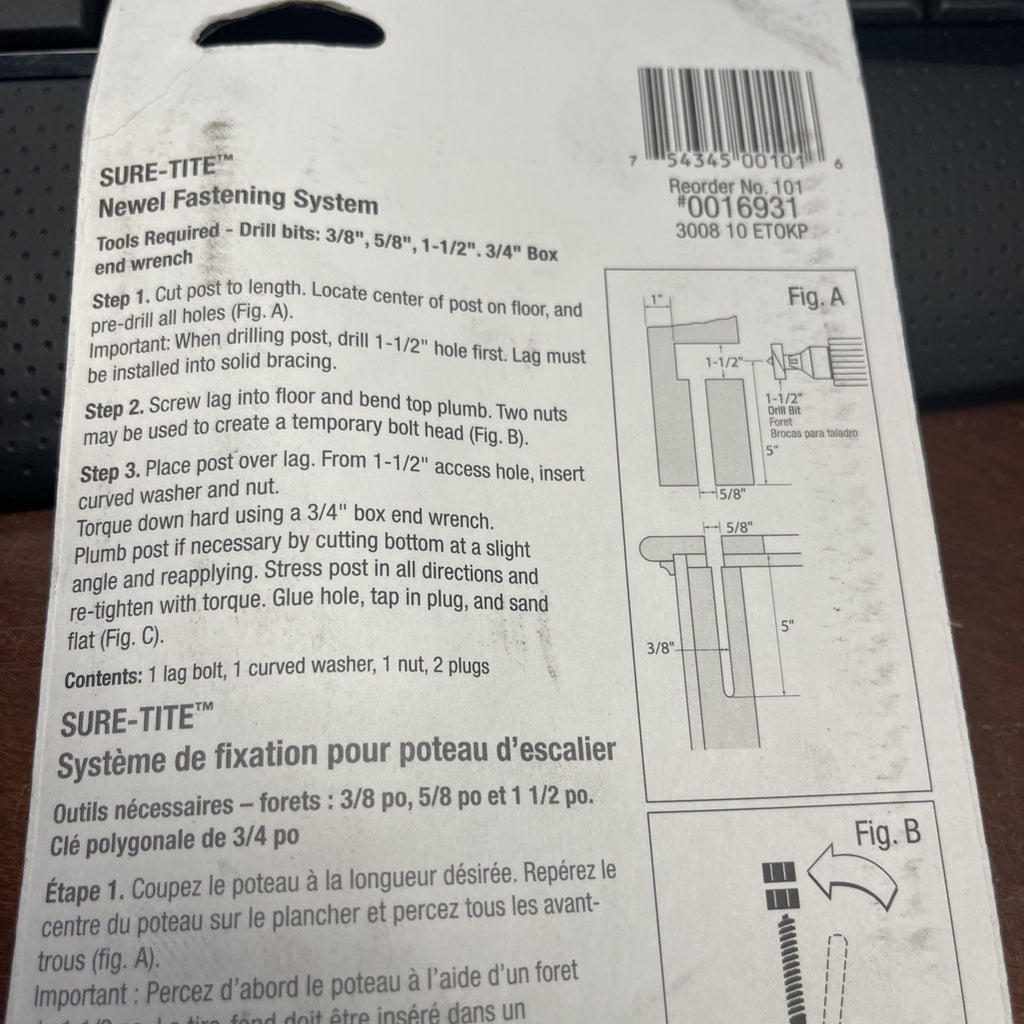 SURE-TITE™
Newel Fastening System
Tools Required - Drill bits: 3/8", 5/8", 1-1/2". 3/4" Box
end wrench
Step 1. Cut post to length. Locate center of post on floor, and
pre-drill all holes (Fig. A).
Important: When drilling post, drill 1-1/2" hole first. Lag must
be installed into solid bracing.
Step 2. Screw lag into floor and bend top plumb. Two nuts
may be used to create a temporary bolt head (Fig. B).
Step 3. Place post over lag. From 1-1/2" access hole, insert
curved washer and nut.
Torque down hard using a 3/4" box end wrench.
Plumb post if necessary by cutting bottom at a slight
angle and reapplying. Stress post in all directions and
re-tighten with torque. Glue hole, tap in plug, and sand
flat (Fig. C).
Contents: 1 lag bolt, 1 curved washer, 1 nut, 2 plugs
SURE-TITE™
Système de fixation pour poteau d'escalier
Outils nécessaires – forets : 3/8 po, 5/8 po et 1 1/2 po.
Clé polygonale de 3/4 po
Étape 1. Coupez le poteau à la longueur désirée. Repérez le
centre du poteau sur le plancher et percez tous les avant-
trous (fig. A).
Important : Percez d'abord le poteau à l'aide d'un foret
doit être inséré dans un
7 54345 00101 6
Reorder No. 101
#0016931
3008 10 ETOKP
Fig. A
1"
1-1/2"
1-1/2"
Drill Bit
Foret
Brocas para taladro
5"
5/8"
5/8"
5"
3/8"
Fig. B